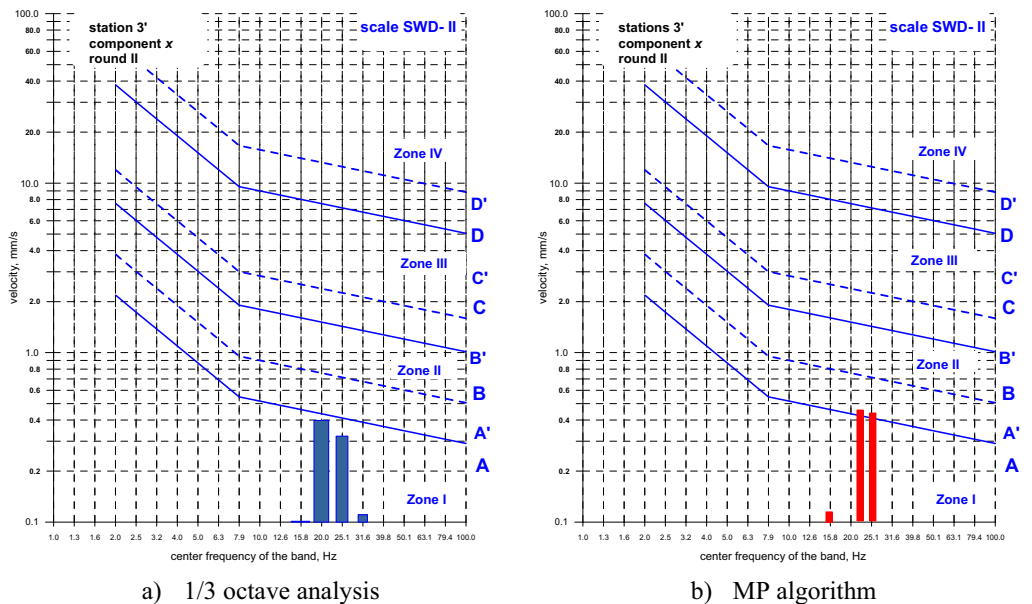 station 3'
component x
round II
scale SWD- II
100.0
80.0
60.0
40.0
20.0
10.0
8.0
6.0
4.0
2.0
1.0
0.8
0.6
0.4
0.2
0.1
velocity, mm/s
Zone IV
D'
D
Zone III
C'
C
B'
Zone II
B
A'
A
Zone I
1.0 1.3 1.6 2.0 2.5 3.2 4.0 5.0 6.3 7.9 10.0 12.6 15.3 20.0 25.1 31.6 39.8 50.1 63.1 79.4 100.0
center frequency of the band, Hz
a) 1/3 octave analysis
stations 3'
component x
round II
scale SWD- II
100.0
80.0
60.0
40.0
20.0
10.0
8.0
6.0
4.0
2.0
1.0
0.8
0.6
0.4
0.2
0.1
velocity, mm/s
Zone IV
D'
D
Zone III
C'
C
B'
Zone II
B
A'
A
Zone I
1.0 1.3 1.6 2.0 2.5 3.2 4.0 5.0 6.3 7.9 10.0 12.6 15.8 20.0 25.1 31.6 39.8 50.1 63.1 79.4 100.0
center frequency of the band, Hz
b) MP algorithm